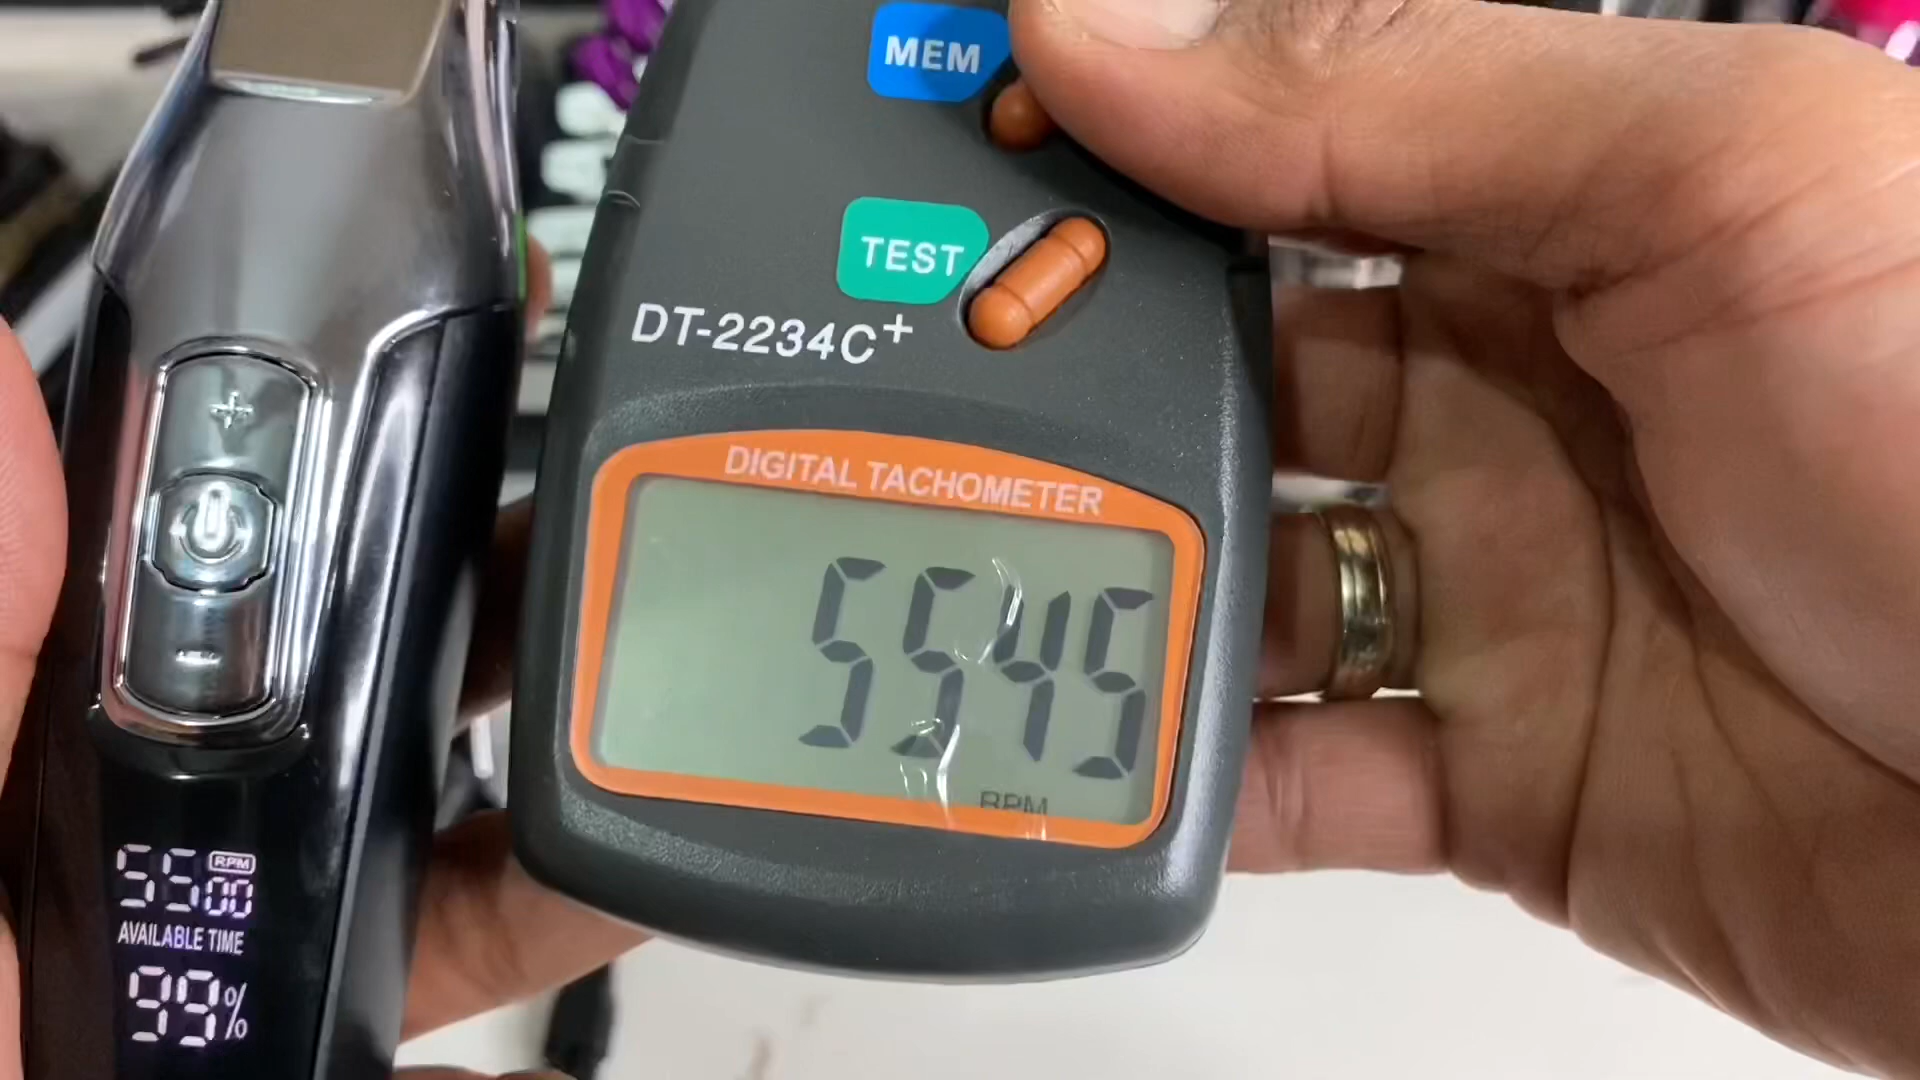 MEM
TEST
DT-2234C+
DIGITAL TACHOMETER
5545
RPM
+
-
5500 RPM
AVAILABLE TIME
99%